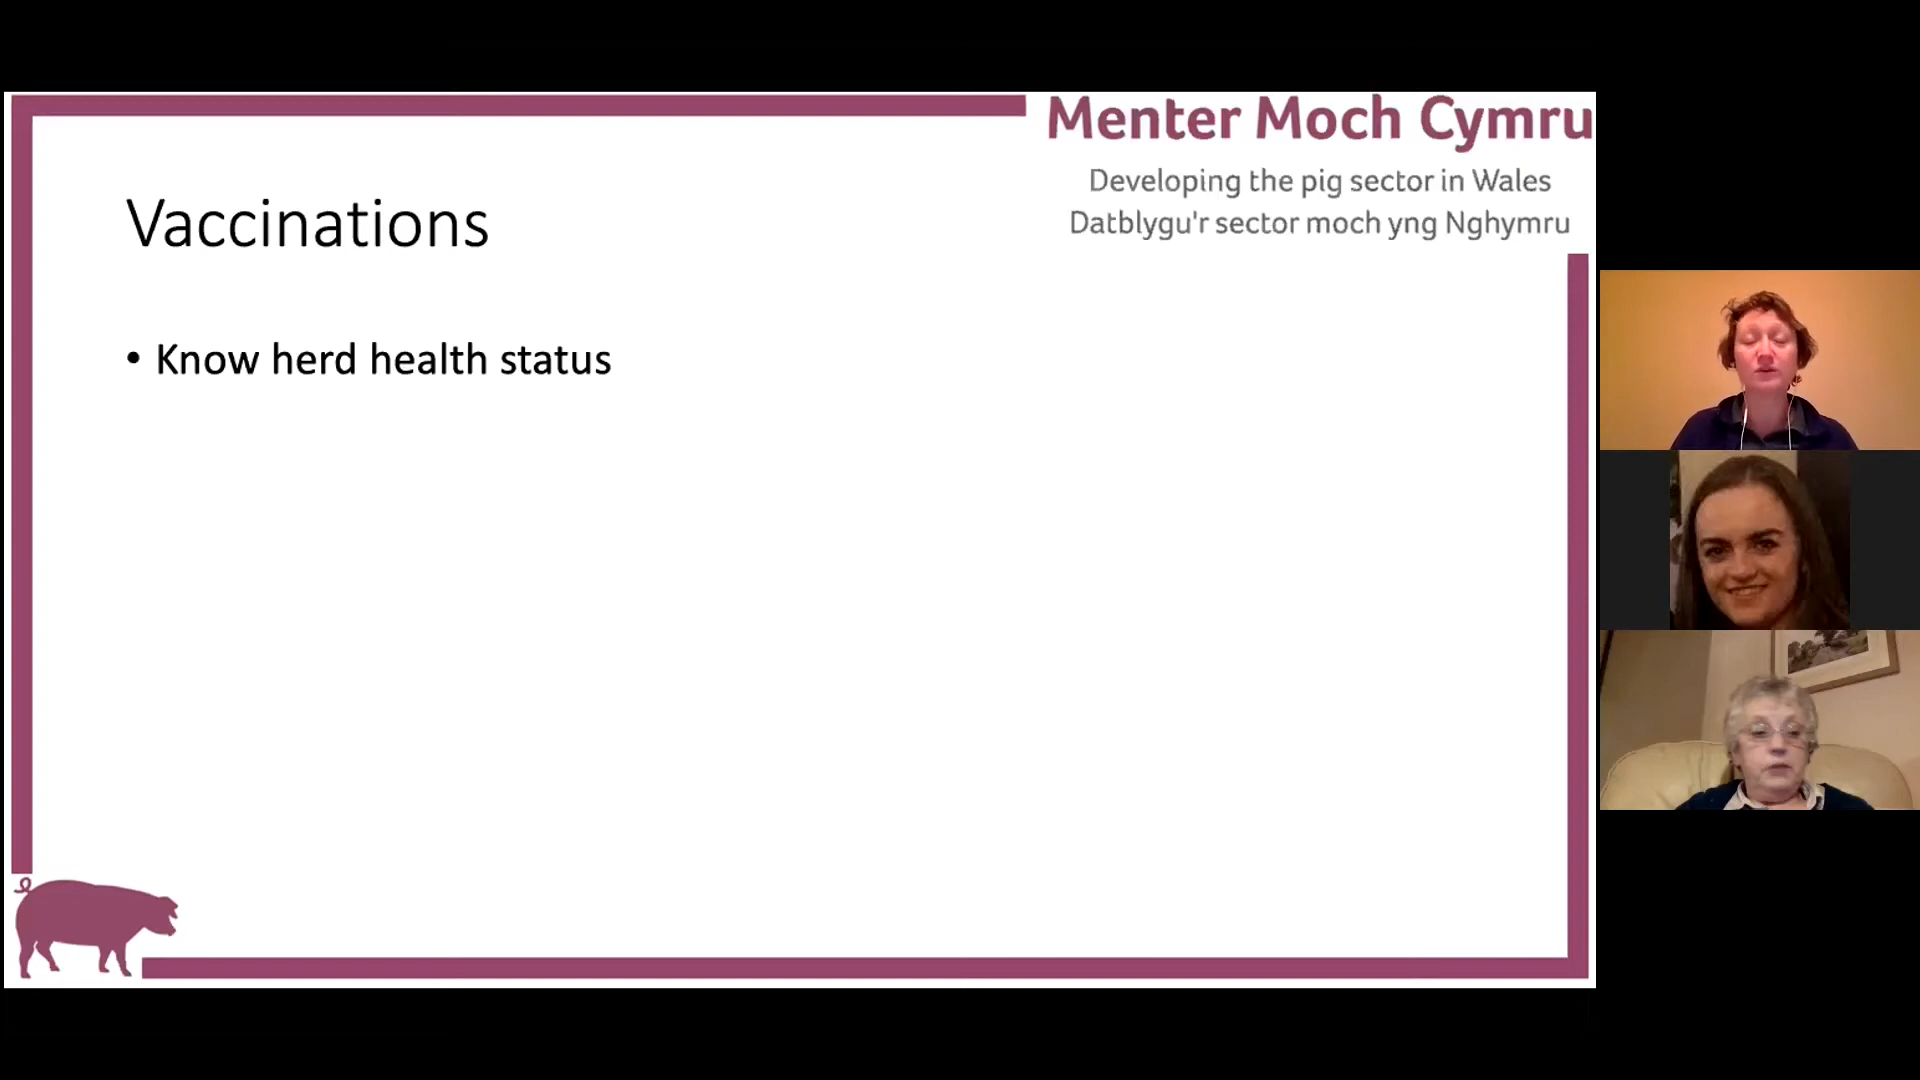 Menter Moch Cymru
Developing the pig sector in Wales
Datblygu'r sector moch yng Nghymru
Vaccinations
• Know herd health status